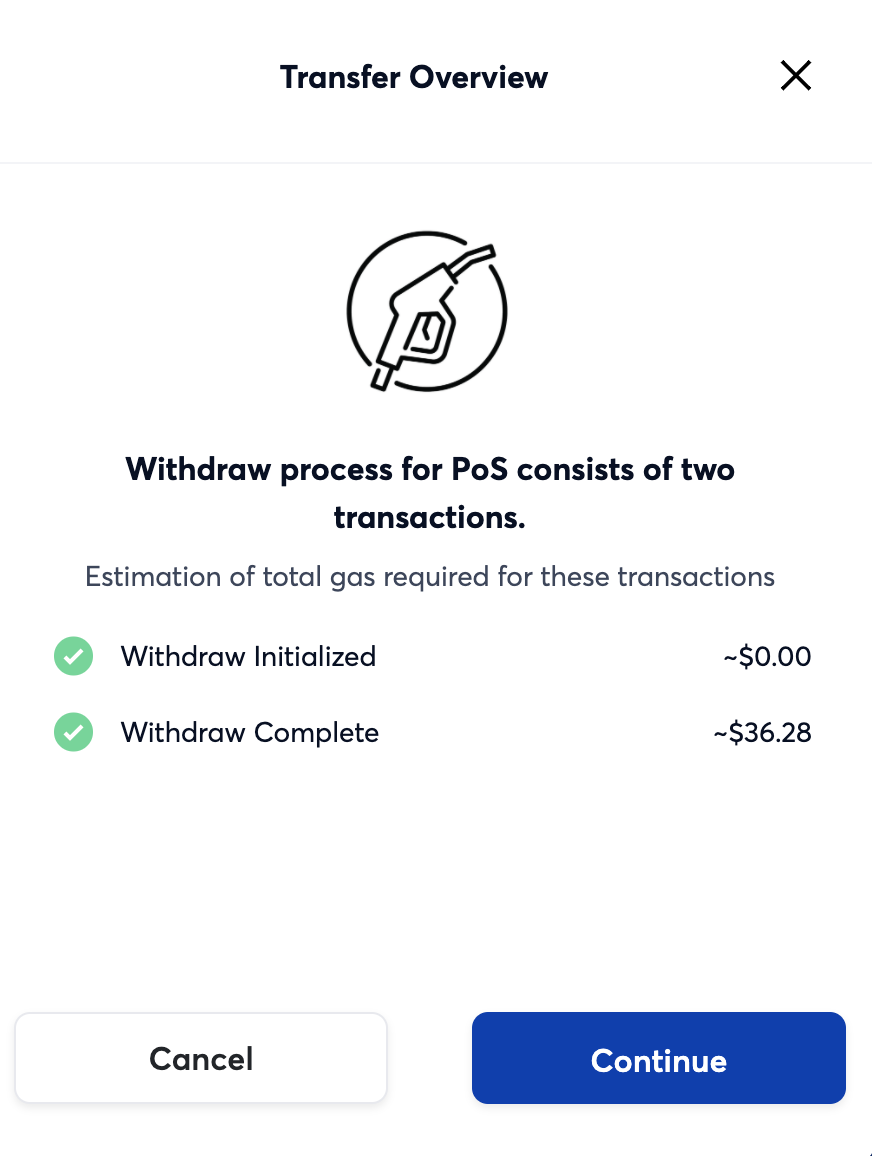 Transfer Overview
Withdraw process for PoS consists of two
transactions.
Estimation of total gas required for these transactions
Withdraw Initialized ~$0.00
Withdraw Complete ~$36.28
Cancel Continue